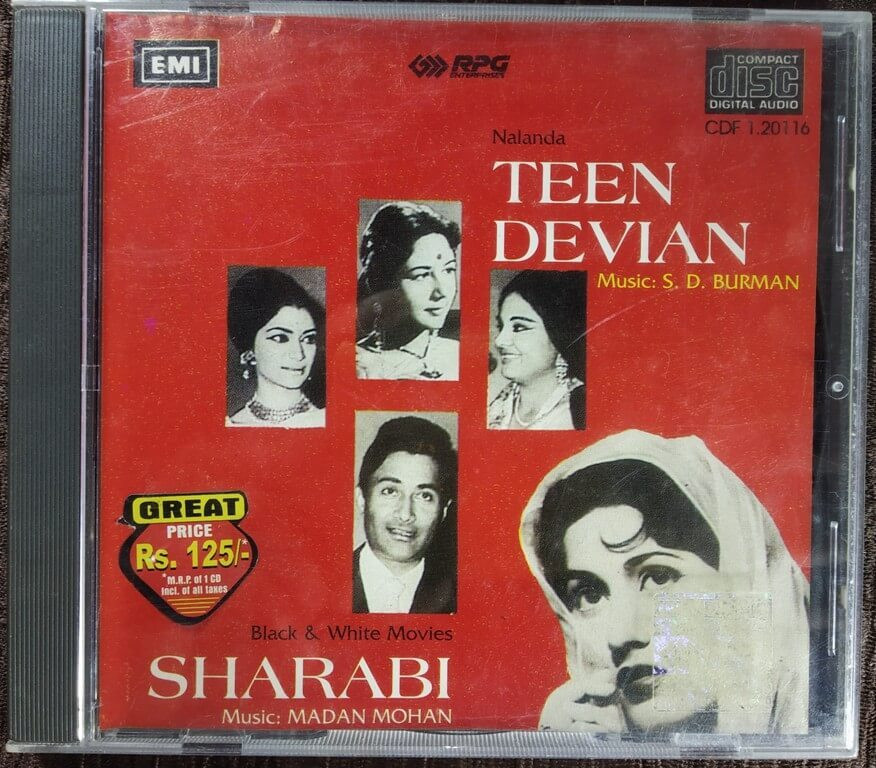 EMI
RPG
ENTERPRISES
COMPACT
disc
DIGITAL AUDIO
CDF 1.20116
Nalanda
TEEN
DEVIAN
Music: S. D. BURMAN
GREAT
PRICE
Rs. 125/-*
*M.R.P. of 1 CD
incl. of all taxes
Black & White Movies
SHARABI
Music: MADAN MOHAN